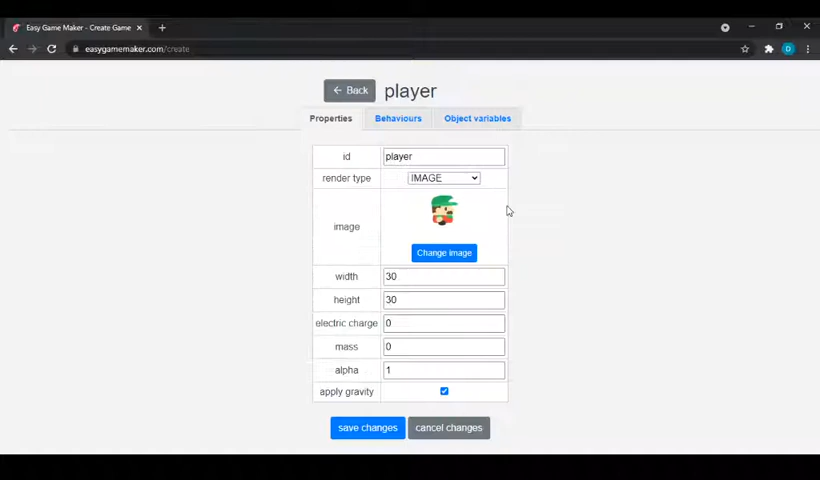 Easy Game Maker - Create Game
easygamemaker.com/create
D
← Back
player
Properties
Behaviours
Object variables
id
player
render type
IMAGE
image
Change image
width
30
height
30
electric charge
0
mass
0
alpha
1
apply gravity
save changes
cancel changes